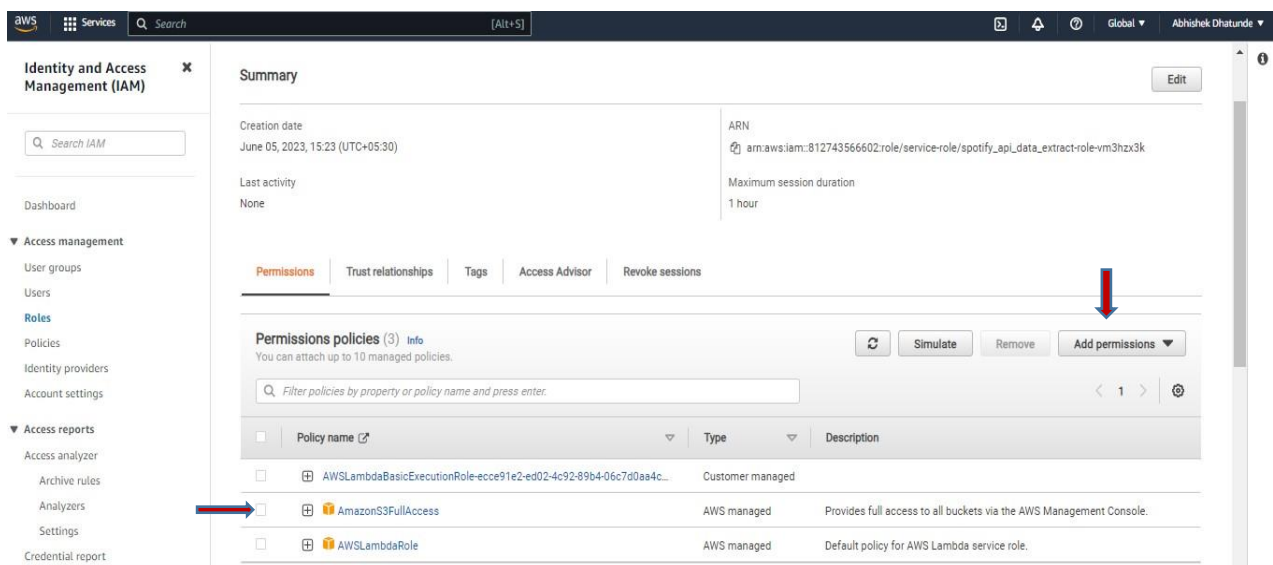 aws Services Search [Alt+S] Global Abhishek Dhatunde
Identity and Access
Management (IAM)
Search IAM
Dashboard
Access management
User groups
Users
Roles
Policies
Identity providers
Account settings
Access reports
Access analyzer
Archive rules
Analyzers
Settings
Credential report
Summary
Edit
Creation date
June 05, 2023, 15:23 (UTC+05:30)
ARN
arn:aws:iam::812743566602:role/service-role/spotify_api_data_extract-role-vm3hzx3k
Last activity
None
Maximum session duration
1 hour
Permissions Trust relationships Tags Access Advisor Revoke sessions
Permissions policies (3) Info
You can attach up to 10 managed policies.
Simulate Remove Add permissions
Filter policies by property or policy name and press enter.
1
Policy name Type Description
AWSLambdaBasicExecutionRole-ecce91e2-ed02-4c92-89b4-06c7d0aa4c... Customer managed
AmazonS3FullAccess AWS managed Provides full access to all buckets via the AWS Management Console.
AWSLambdaRole AWS managed Default policy for AWS Lambda service role.